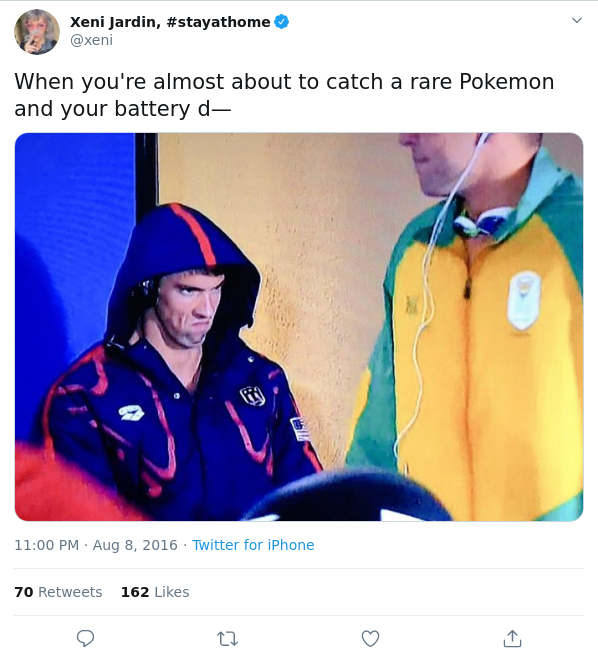 Xeni Jardin, #stayathome
@xeni
When you're almost about to catch a rare Pokemon
and your battery d—
11:00 PM · Aug 8, 2016 · Twitter for iPhone
70 Retweets 162 Likes